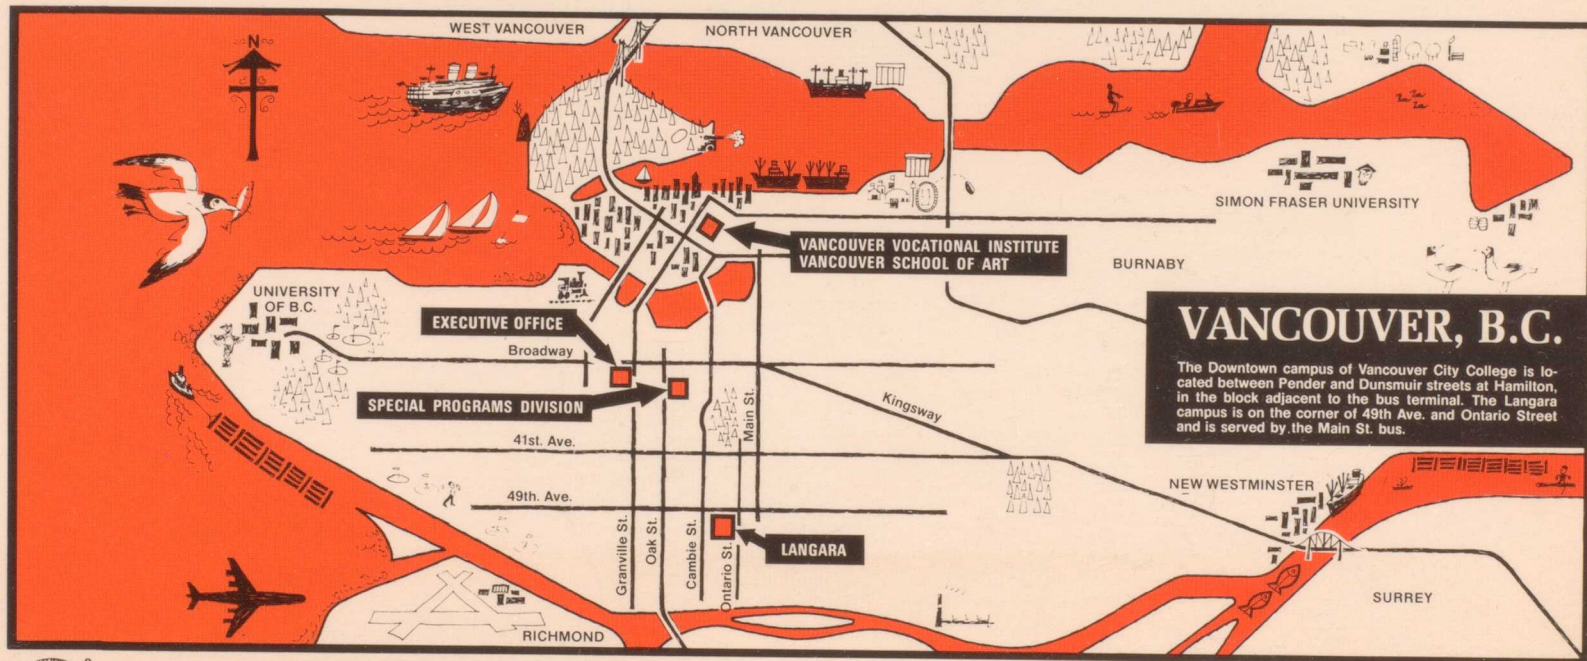 WEST VANCOUVER
NORTH VANCOUVER
N
SIMON FRASER UNIVERSITY
VANCOUVER VOCATIONAL INSTITUTE
VANCOUVER SCHOOL OF ART
BURNABY
UNIVERSITY
OF B.C.
EXECUTIVE OFFICE
Broadway
SPECIAL PROGRAMS DIVISION
VANCOUVER, B.C.
The Downtown campus of Vancouver City College is lo-
cated between Pender and Dunsmuir streets at Hamilton,
in the block adjacent to the bus terminal. The Langara
campus is on the corner of 49th Ave. and Ontario Street
and is served by the Main St. bus.
Kingsway
Main St.
41st. Ave.
49th. Ave.
NEW WESTMINSTER
Granville St.
Oak St.
Cambie St.
Ontario St.
LANGARA
SURREY
RICHMOND